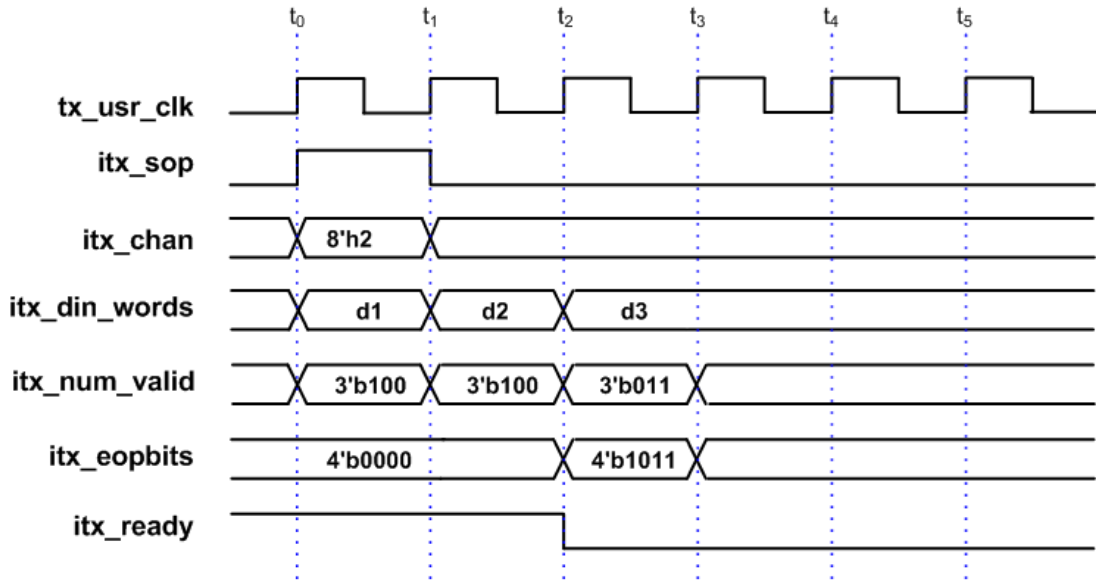 t0 t1 t2 t3 t4 t5
tx_usr_clk
itx_sop
itx_chan 8'h2
itx_din_words d1 d2 d3
itx_num_valid 3'b100 3'b100 3'b011
itx_eopbits 4'b0000 4'b1011
itx_ready